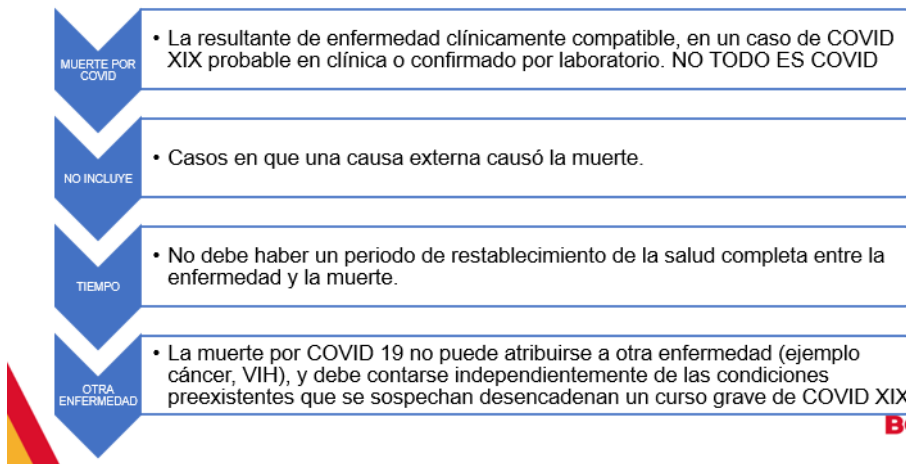 MUERTE POR
COVID
• La resultante de enfermedad clínicamente compatible, en un caso de COVID
XIX probable en clínica o confirmado por laboratorio. NO TODO ES COVID
NO INCLUYE
• Casos en que una causa externa causó la muerte.
TIEMPO
• No debe haber un periodo de restablecimiento de la salud completa entre la
enfermedad y la muerte.
OTRA
ENFERMEDAD
• La muerte por COVID 19 no puede atribuirse a otra enfermedad (ejemplo
cáncer, VIH), y debe contarse independientemente de las condiciones
preexistentes que se sospechan desencadenan un curso grave de COVID XIX